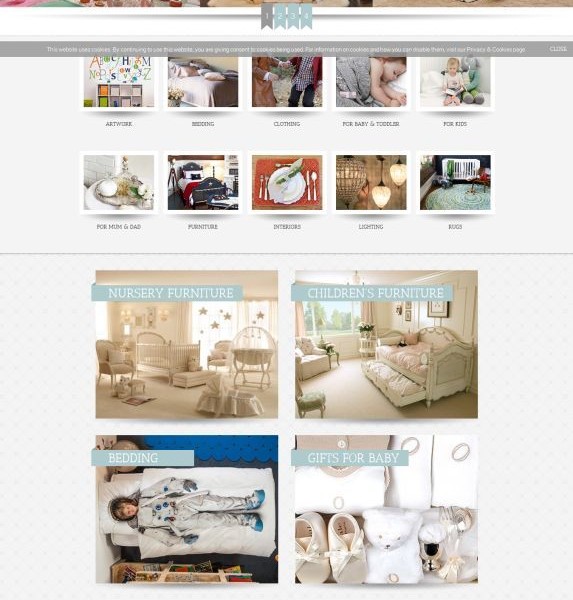 This website uses cookies. By continuing to use this website, you are giving consent to cookies being used. For information on cookies and how you can disable them, visit our Privacy & Cookies page.
CLOSE
ARTWORK
BEDDING
CLOTHING
FOR BABY & TODDLER
FOR KIDS
FOR MUM & DAD
FURNITURE
INTERIORS
LIGHTING
RUGS
NURSERY FURNITURE
CHILDREN'S FURNITURE
BEDDING
GIFTS FOR BABY